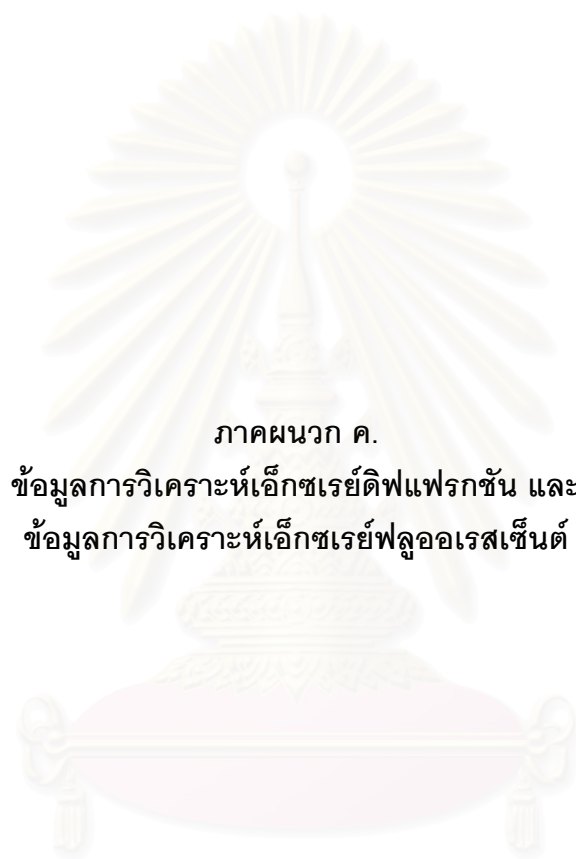 ภาคผนวก ค.
ข้อมูลการวิเคราะห์เอ็กซเรย์ดิฟแฟรกชัน และ
ข้อมูลการวิเคราะห์เอ็กซเรย์ฟลูออเรสเซ็นต์